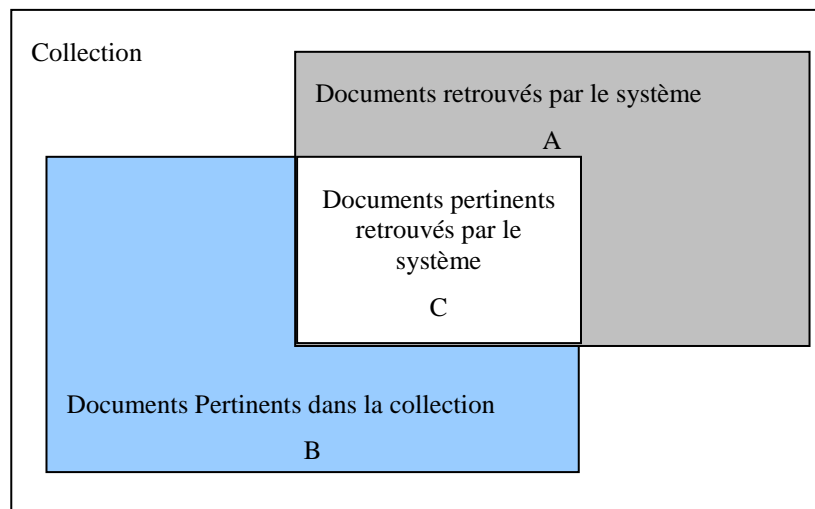 Collection
Documents retrouvés par le système
A
Documents pertinents
retrouvés par le
système
C
Documents Pertinents dans la collection
B